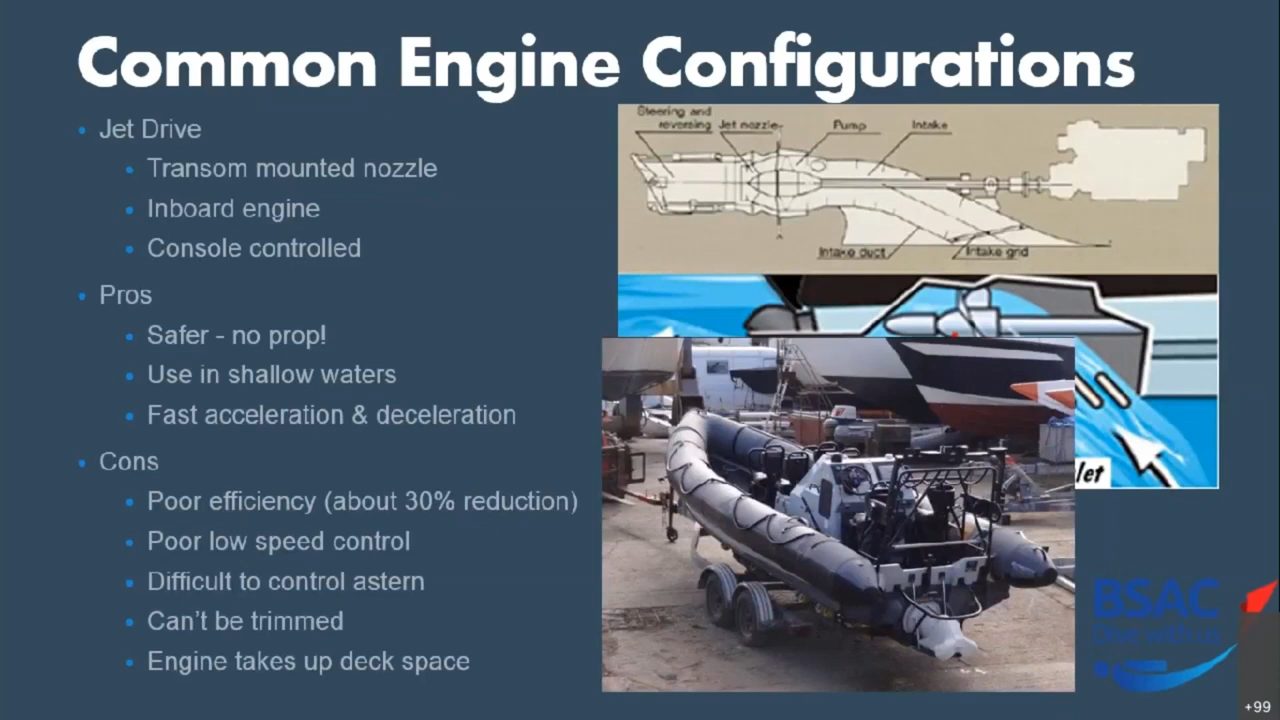 Common Engine Configurations
Jet Drive
Transom mounted nozzle
Inboard engine
Console controlled
Pros
Safer - no prop!
Use in shallow waters
Fast acceleration & deceleration
Cons
Poor efficiency (about 30% reduction)
Poor low speed control
Difficult to control astern
Can't be trimmed
Engine takes up deck space
Steering and
reversing Jet nozzle Pump Intake
Intake duct Intake grid
BSAC
Dive with us
+99